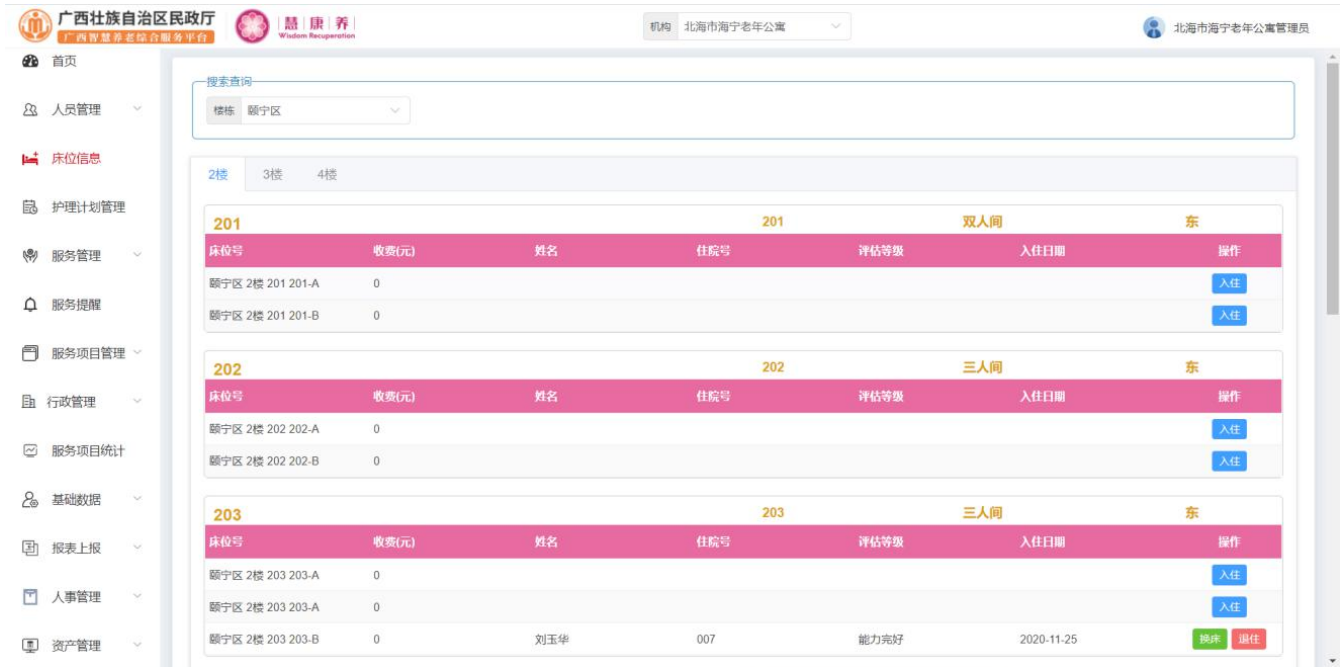 广西壮族自治区民政厅
广西智慧养老综合服务平台
慧康养
Wisdom Recuperation
机构 北海市海宁老年公寓
北海市海宁老年公寓管理员
首页
人员管理
床位信息
护理计划管理
服务管理
服务提醒
服务项目管理
行政管理
服务项目统计
基础数据
报表上报
人事管理
资产管理
搜索查询
楼栋 颐宁区
2楼 3楼 4楼
201 201 双人间 东
床位号 收费(元) 姓名 住院号 评估等级 入住日期 操作
颐宁区 2楼 201 201-A 0 入住
颐宁区 2楼 201 201-B 0 入住
202 202 三人间 东
床位号 收费(元) 姓名 住院号 评估等级 入住日期 操作
颐宁区 2楼 202 202-A 0 入住
颐宁区 2楼 202 202-B 0 入住
203 203 三人间 东
床位号 收费(元) 姓名 住院号 评估等级 入住日期 操作
颐宁区 2楼 203 203-A 0 入住
颐宁区 2楼 203 203-A 0 入住
颐宁区 2楼 203 203-B 0 刘玉华 007 能力完好 2020-11-25 换床 退住